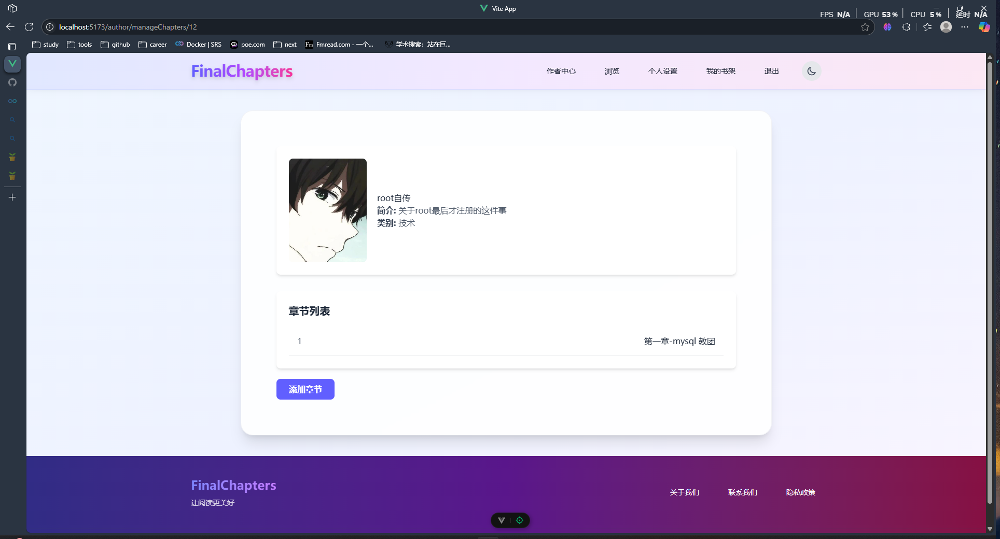 Vite App
FPS N/A GPU 53 % CPU 5 % 延时 N/A
localhost:5173/author/manageChapters/12
study tools github career Docker | SRS poe.com next Fm Fmread.com - 一个... 学术搜索：站在巨...
FinalChapters 作者中心 浏览 个人设置 我的书架 退出
root自传
简介: 关于root最后才注册的这件事
类别: 技术
章节列表
1 第一章-mysql 教团
添加章节
FinalChapters
让阅读更美好
关于我们 联系我们 隐私政策